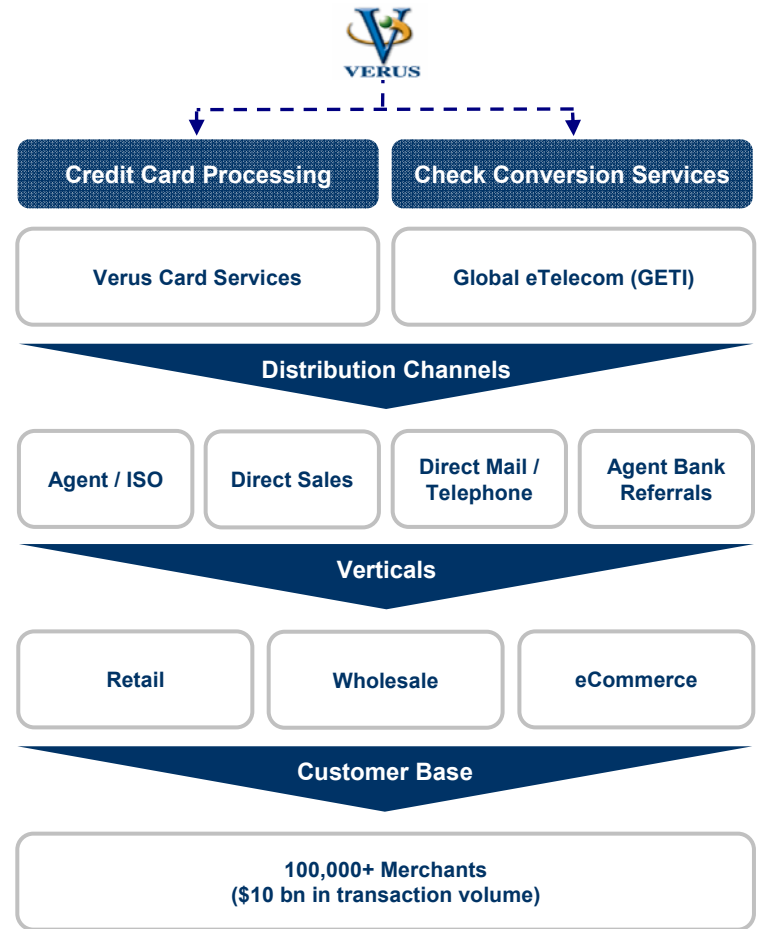 VERUS
Credit Card Processing
Check Conversion Services
Verus Card Services
Global eTelecom (GETI)
Distribution Channels
Agent / ISO
Direct Sales
Direct Mail /
Telephone
Agent Bank
Referrals
Verticals
Retail
Wholesale
eCommerce
Customer Base
100,000+ Merchants
($10 bn in transaction volume)